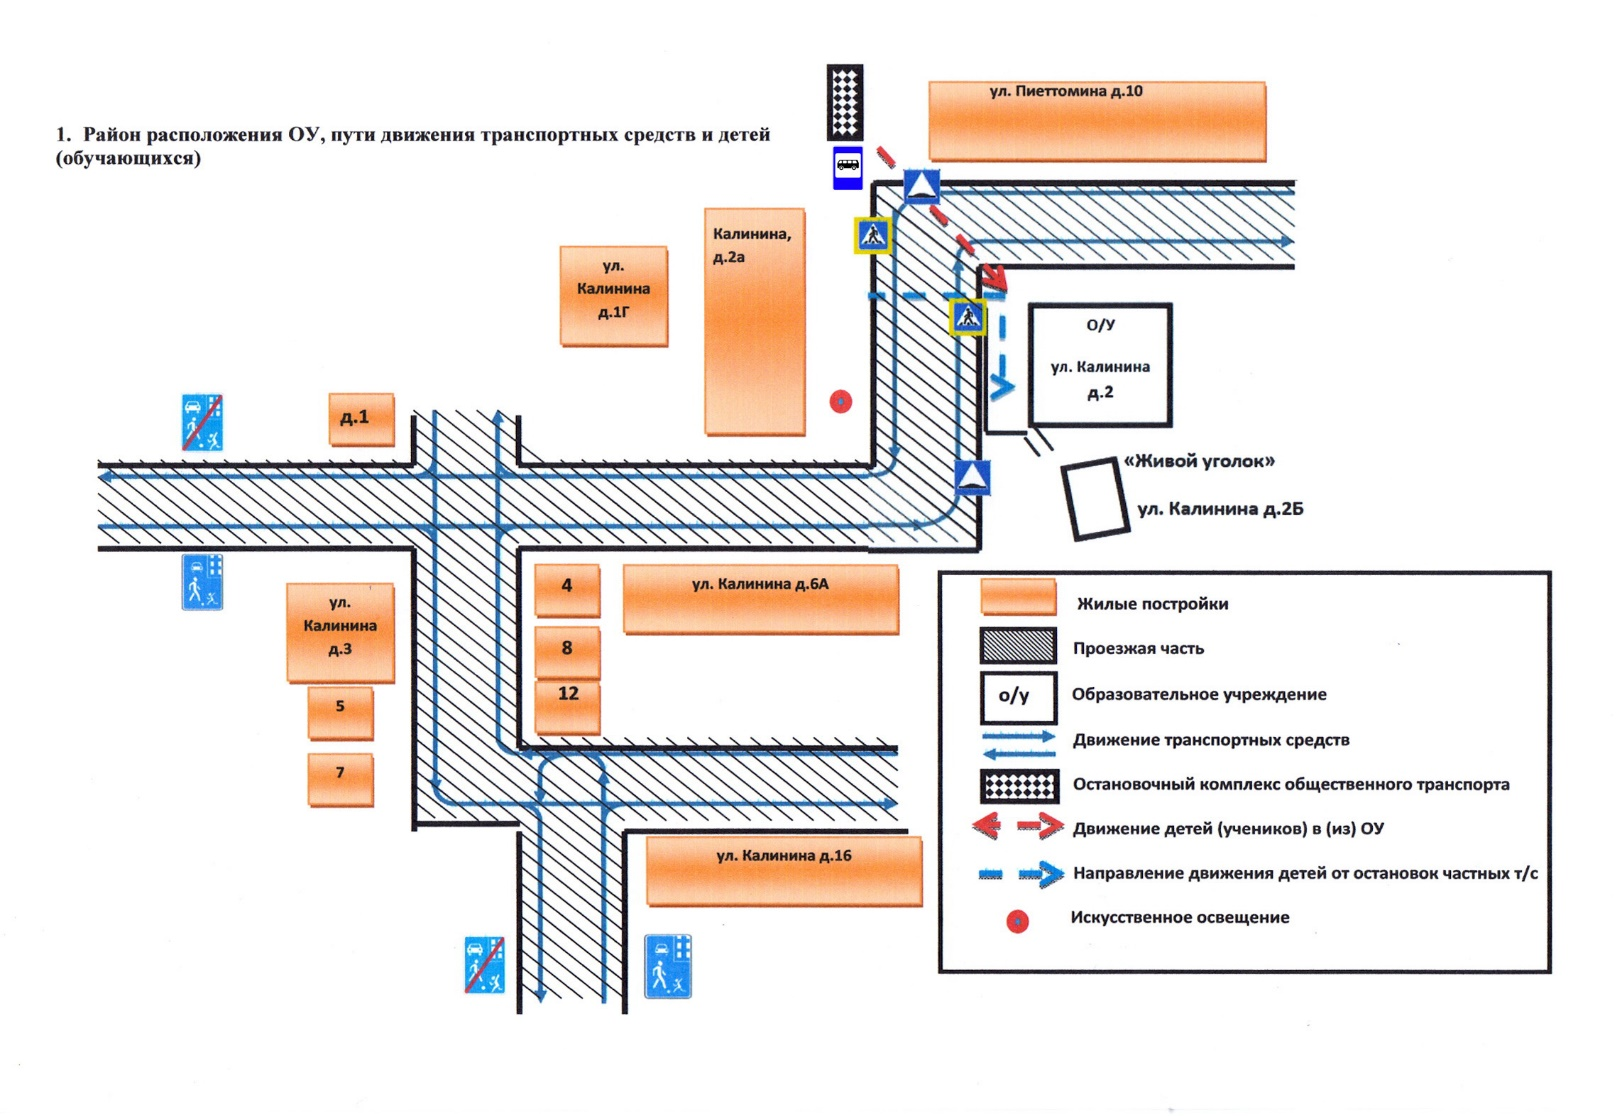 1. Район расположения ОУ, пути движения транспортных средств и детей
(обучающихся)
ул. Пиеттомина д.10
Калинина,
д.2а
ул.
Калинина
д.1Г
О/У
ул. Калинина
д.2
д.1
«Живой уголок»
ул. Калинина д.2Б
ул.
Калинина
д.3
5
7
4
8
12
ул. Калинина д.6А
ул. Калинина д.16
Жилые постройки
Проезжая часть
о/у
Образовательное учреждение
Движение транспортных средств
Остановочный комплекс общественного транспорта
Движение детей (учеников) в (из) ОУ
Направление движения детей от остановок частных т/с
Искусственное освещение